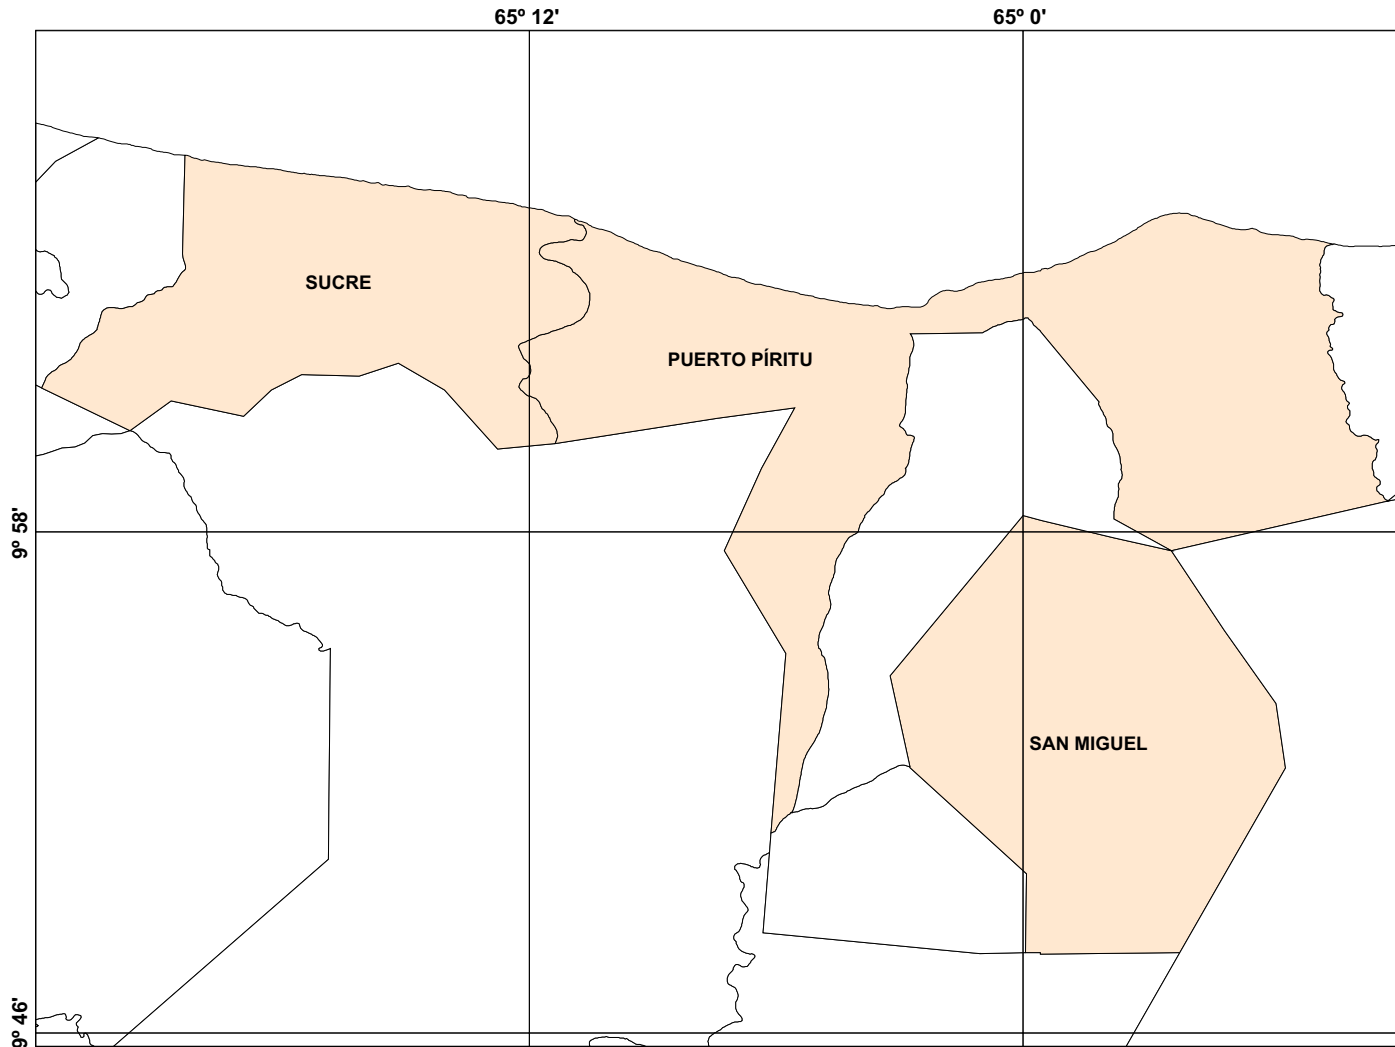 65º 12'
65º 0'
SUCRE
PUERTO PÍRITU
9º 58'
SAN MIGUEL
9º 46'